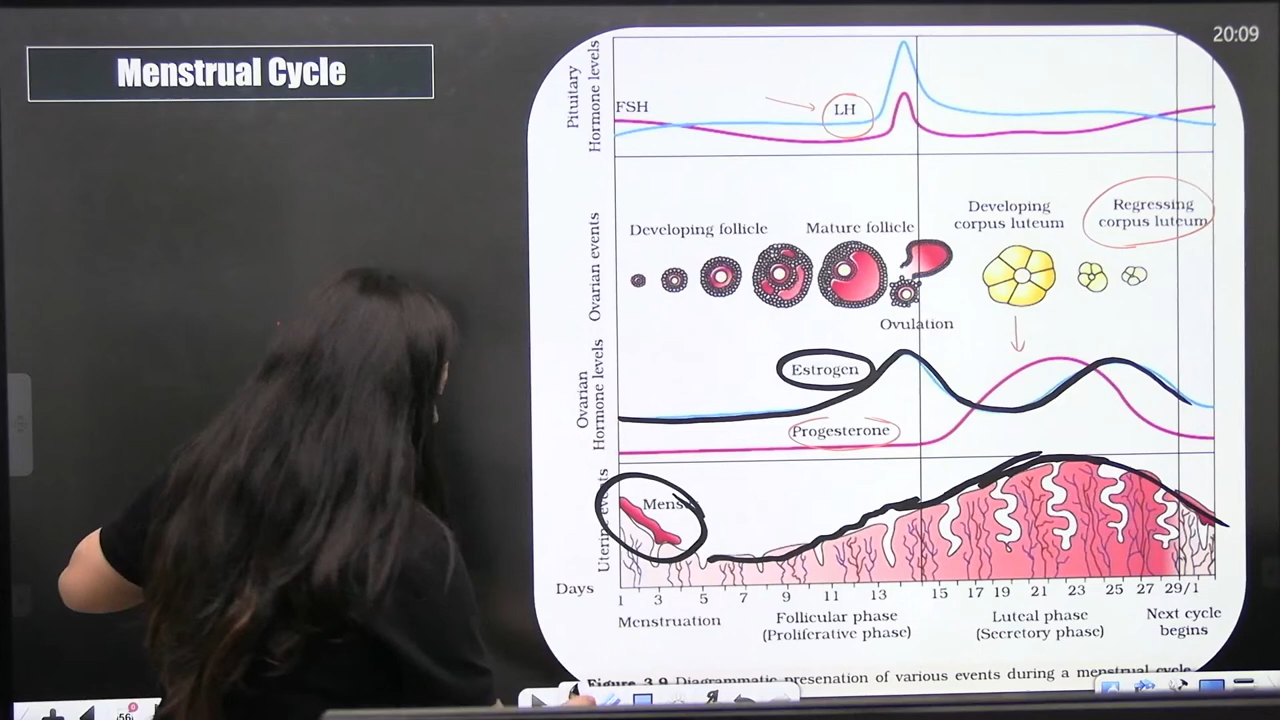 20:09
Menstrual Cycle
Pituitary
Hormone levels
FSH
LH
Ovarian events
Developing follicle
Mature follicle
Developing
corpus luteum
Regressing
corpus luteum
Ovulation
Ovarian
Hormone levels
Estrogen
Progesterone
Uterine events
Mens
Days
1 3 5 7 9 11 13 15 17 19 21 23 25 27 29/1
Menstruation
Follicular phase
(Proliferative phase)
Luteal phase
(Secretory phase)
Next cycle
begins
Figure 3.9 Diagrammatic presenation of various events during a menstrual cycle